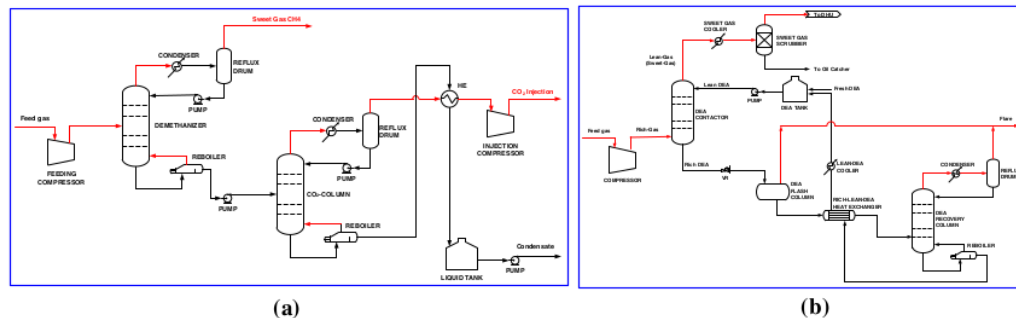 Sweet Gas CH4
CONDENSER
REFLUX
DRUM
PUMP
Feed gas
DEMETHANIZER
FEEDING
COMPRESSOR
REBOILER
PUMP
CONDENSER
REFLUX
DRUM
PUMP
CO₂-COLUMN
REBOILER
HE
CO₂ Injection
INJECTION
COMPRESSOR
LIQUID TANK
Condensate
PUMP
(a)
To DHU
SWEET GAS
COOLER
SWEET GAS
SCRUBBER
Lean-Gas
(Sweet-Gas)
To Oil Catcher
Lean DEA
Fresh-DEA
PUMP
DEA TANK
DEA
CONTACTOR
Feed gas
Rich-Gas
COMPRESSOR
Rich-DEA
VR
DEA
FLASH
COLUMN
LEAN-DEA
COOLER
RICH-LEAN-DEA
HEAT EXCHANGER
Flare
CONDENSER
REFLU
DRUM
DEA
RECOVERY
COLUMN
REBOILER
(b)